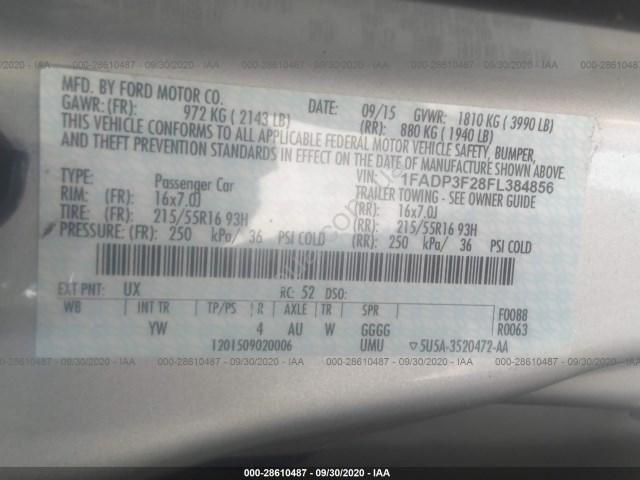 000-28610487 - 09/30/2020 - IAA
MFD. BY FORD MOTOR CO. DATE: 09/15 GVWR: 1810 KG ( 3990 LB)
GAWR: (FR): 972 KG ( 2143 LB) (RR): 880 KG ( 1940 LB)
THIS VEHICLE CONFORMS TO ALL APPLICABLE FEDERAL MOTOR VEHICLE SAFETY, BUMPER,
AND THEFT PREVENTION STANDARDS IN EFFECT ON THE DATE OF MANUFACTURE SHOWN ABOVE.
VIN: 1FADP3F28FL384856
TYPE: Passenger Car TRAILER TOWING - SEE OWNER GUIDE
RIM: (FR): 16x7.0J (RR): 16x7.0J
TIRE: (FR): 215/55R16 93H (RR): 215/55R16 93H
PRESSURE: (FR): 250 kPa/ 36 PSI COLD (RR): 250 kPa/ 36 PSI COLD
EXT PNT: UX RC: 52 DSO:
WB INT TR TP/PS R AXLE TR SPR F0088
YW 4 AU W GGGG R0063
1201509020006 UMU ▽5U5A-3520472-AA
000-28610487 - 09/30/2020 - IAA